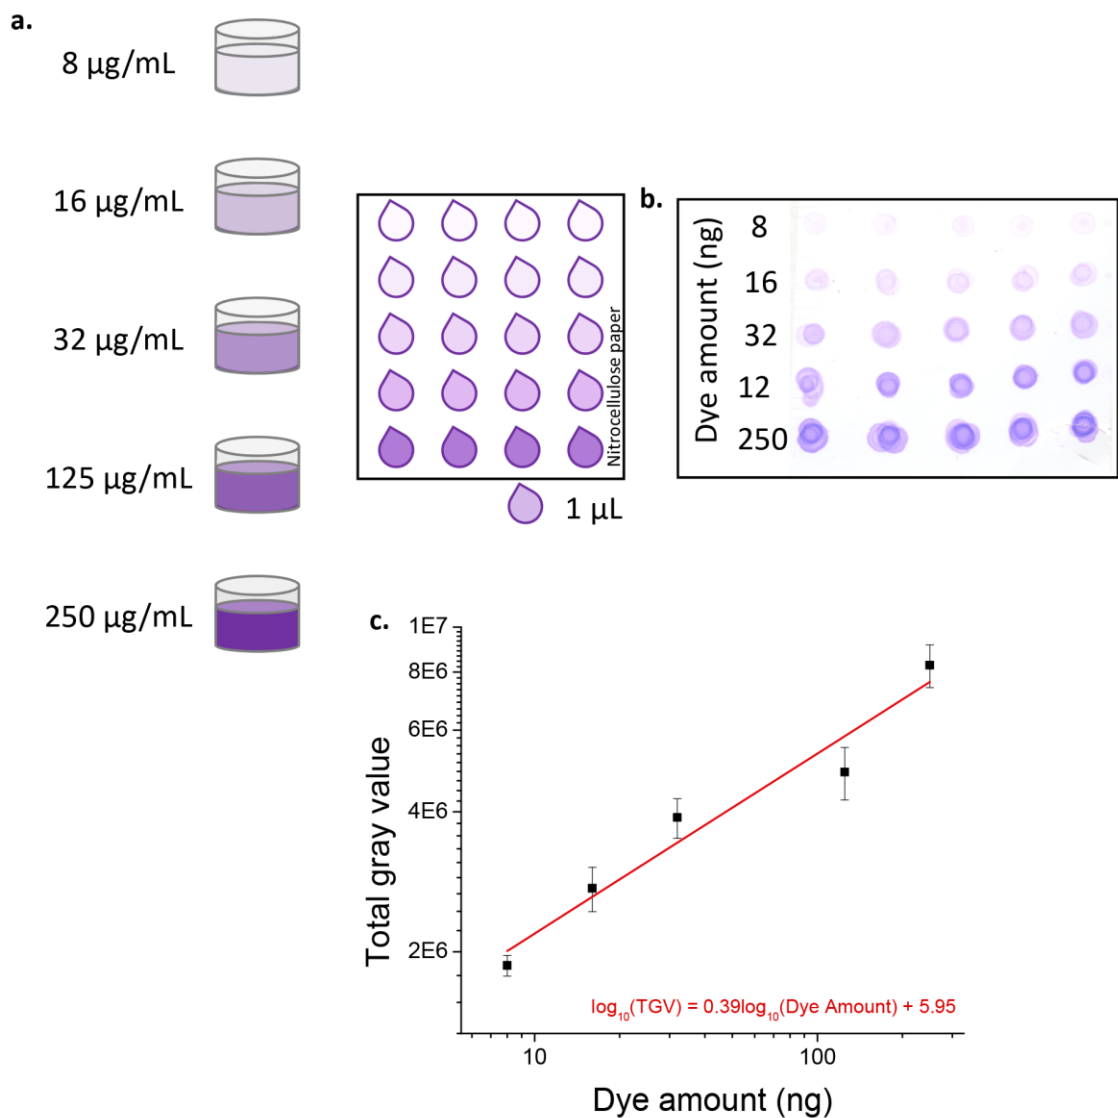 a.
8 µg/mL
16 µg/mL
32 µg/mL
125 µg/mL
250 µg/mL
Nitrocellulose paper
1 µL
b.
Dye amount (ng)
8
16
32
12
250
c.
Total gray value
1E7
8E6
6E6
4E6
2E6
log₁₀(TGV) = 0.39log₁₀(Dye Amount) + 5.95
10
100
Dye amount (ng)